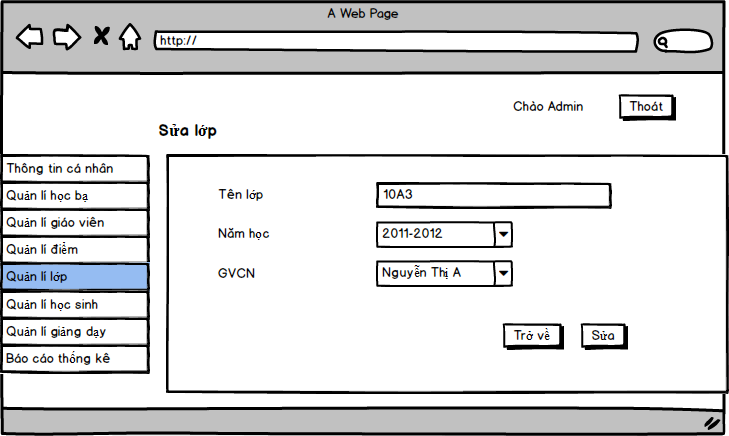 A Web Page
http://
Chào Admin
Thoát
Sửa lớp
Thông tin cá nhân
Quản lí học bạ
Quản lí giáo viên
Quản lí điểm
Quản lí lớp
Quản lí học sinh
Quản lí giảng dạy
Báo cáo thống kê
Tên lớp
10A3
Năm học
2011-2012
GVCN
Nguyễn Thị A
Trở về
Sửa